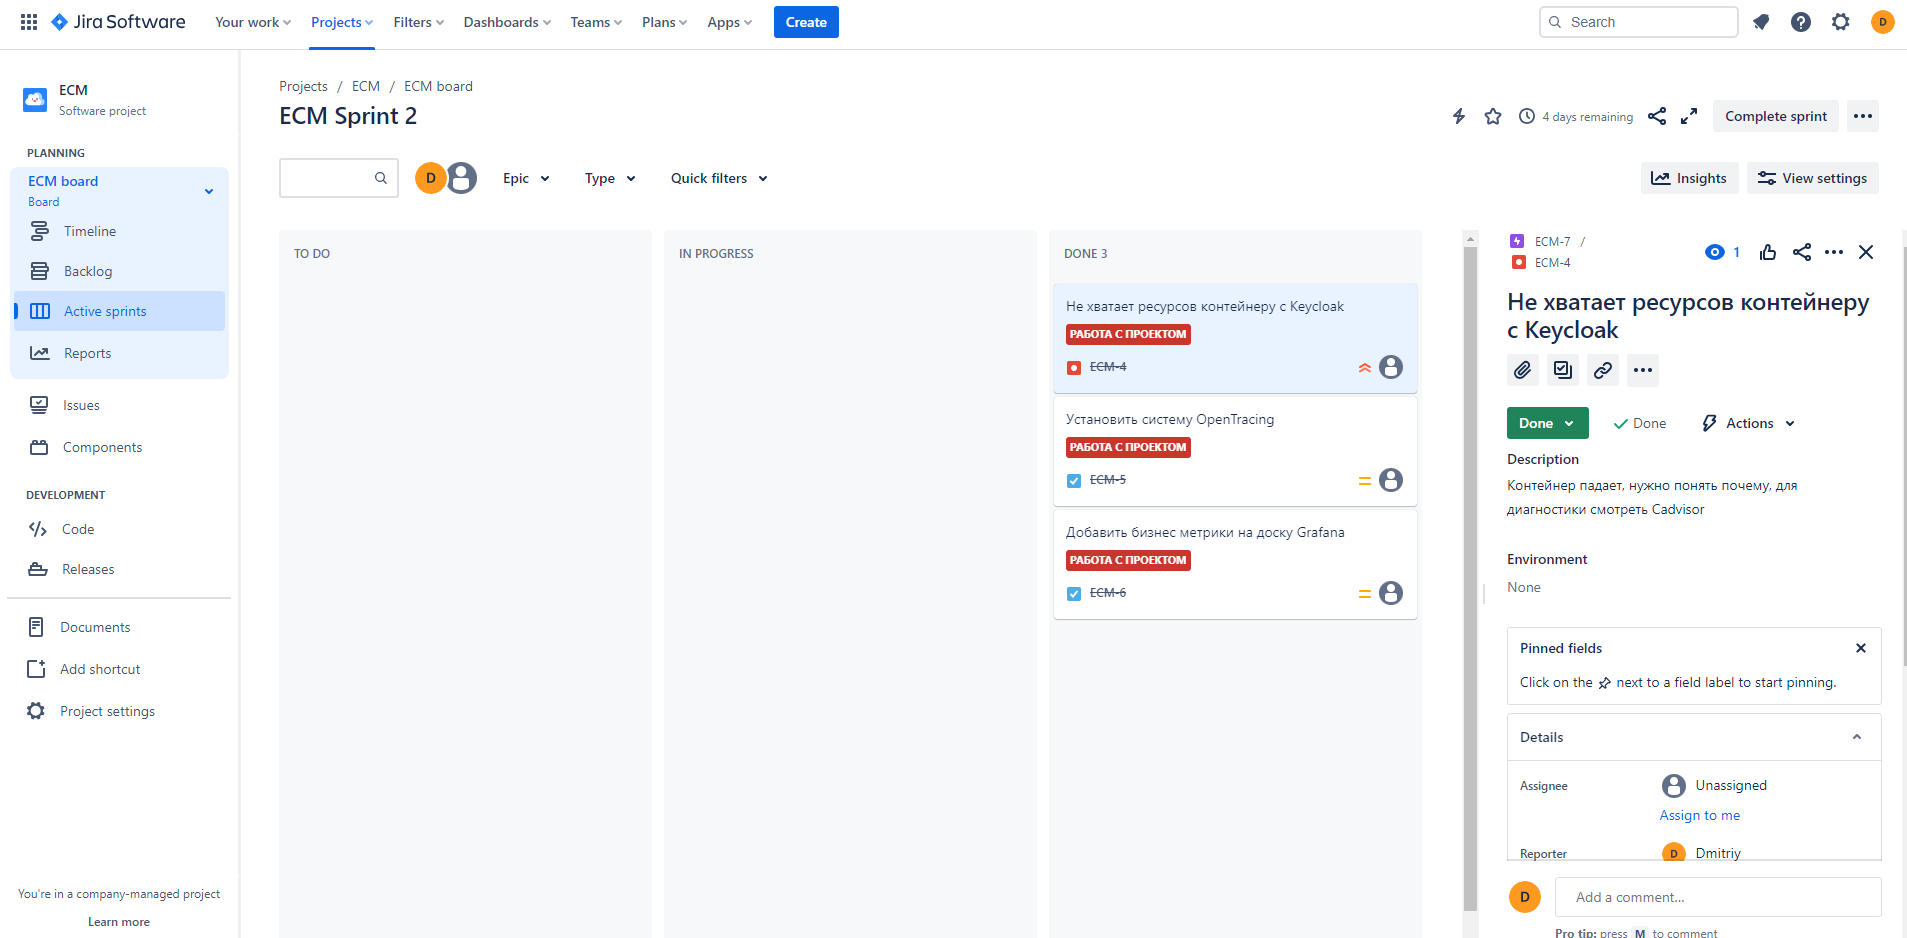 Jira Software
Your work
Projects
Filters
Dashboards
Teams
Plans
Apps
Create
Search
D
ECM
Software project
PLANNING
ECM board
Board
Timeline
Backlog
Active sprints
Reports
Issues
Components
DEVELOPMENT
Code
Releases
Documents
Add shortcut
Project settings
You're in a company-managed project
Learn more
Projects / ECM / ECM board
ECM Sprint 2
4 days remaining
Complete sprint
D
Epic
Type
Quick filters
Insights
View settings
TO DO
IN PROGRESS
DONE 3
Не хватает ресурсов контейнеру с Keycloak
РАБОТА С ПРОЕКТОМ
ECM-4
Установить систему OpenTracing
РАБОТА С ПРОЕКТОМ
ECM-5
Добавить бизнес метрики на доску Grafana
РАБОТА С ПРОЕКТОМ
ECM-6
ECM-7 /
ECM-4
1
Не хватает ресурсов контейнеру
с Keycloak
Done
Done
Actions
Description
Контейнер падает, нужно понять почему, для
диагностики смотреть Cadvisor
Environment
None
Pinned fields
Click on the next to a field label to start pinning.
Details
Assignee
Unassigned
Assign to me
Reporter
D
Dmitriy
D
Add a comment...
Pro tip: press M to comment